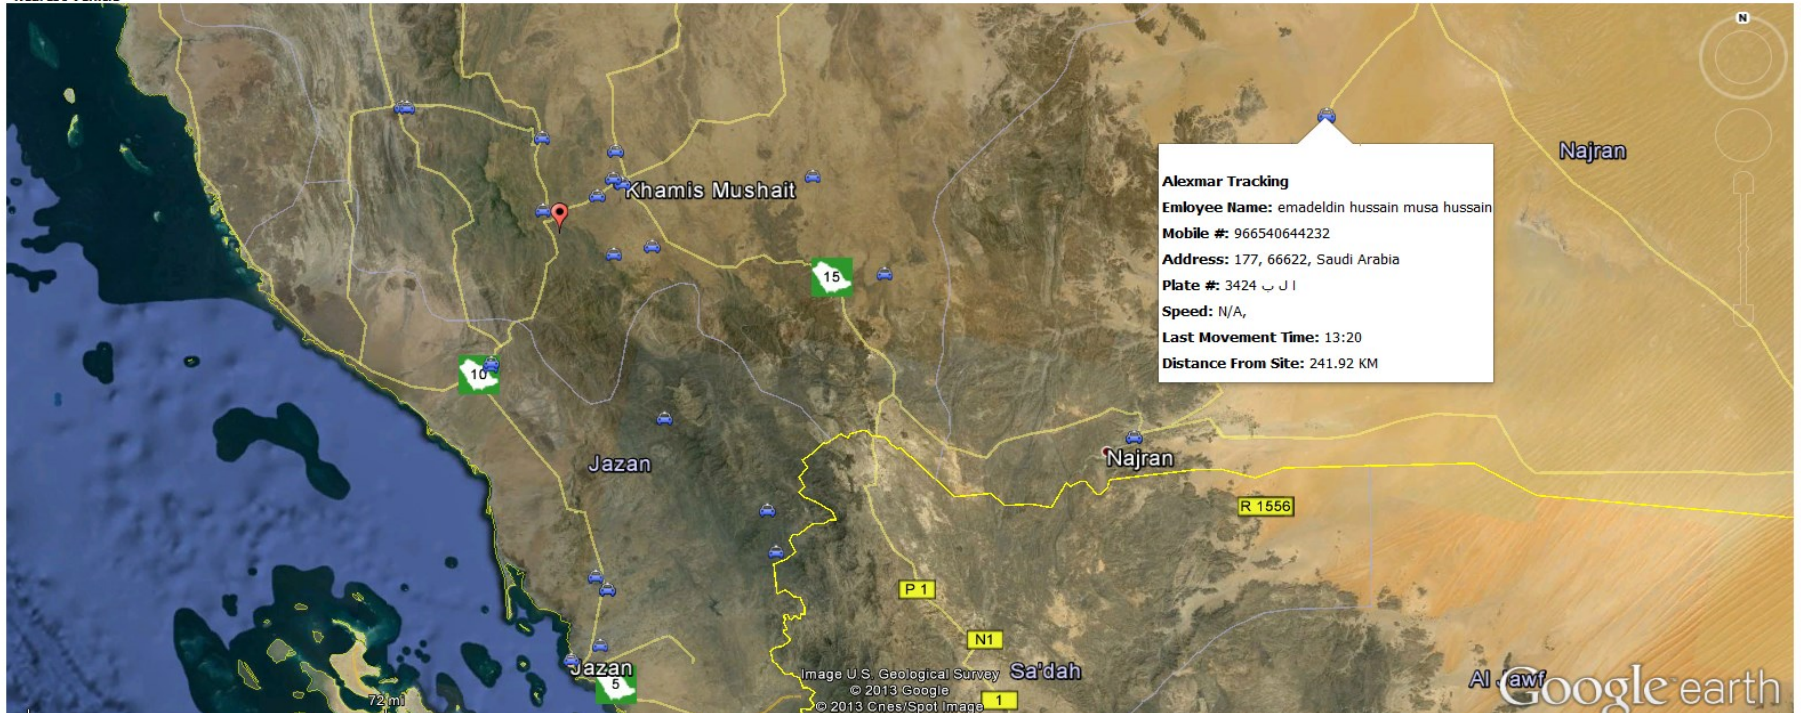 N
Najran
Khamis Mushait
Alexmar Tracking
Emloyee Name: emadeldin hussain musa hussain
Mobile #: 966540644232
Address: 177, 66622, Saudi Arabia
Plate #: 3424 ا ل ب
Speed: N/A,
Last Movement Time: 13:20
Distance From Site: 241.92 KM
15
10
Jazan
Najran
R 1556
P 1
N1
Jazan
5
Image U.S. Geological Survey
© 2013 Google
© 2013 Cnes/Spot Image
1
Sa'dah
Google earth
72 mi